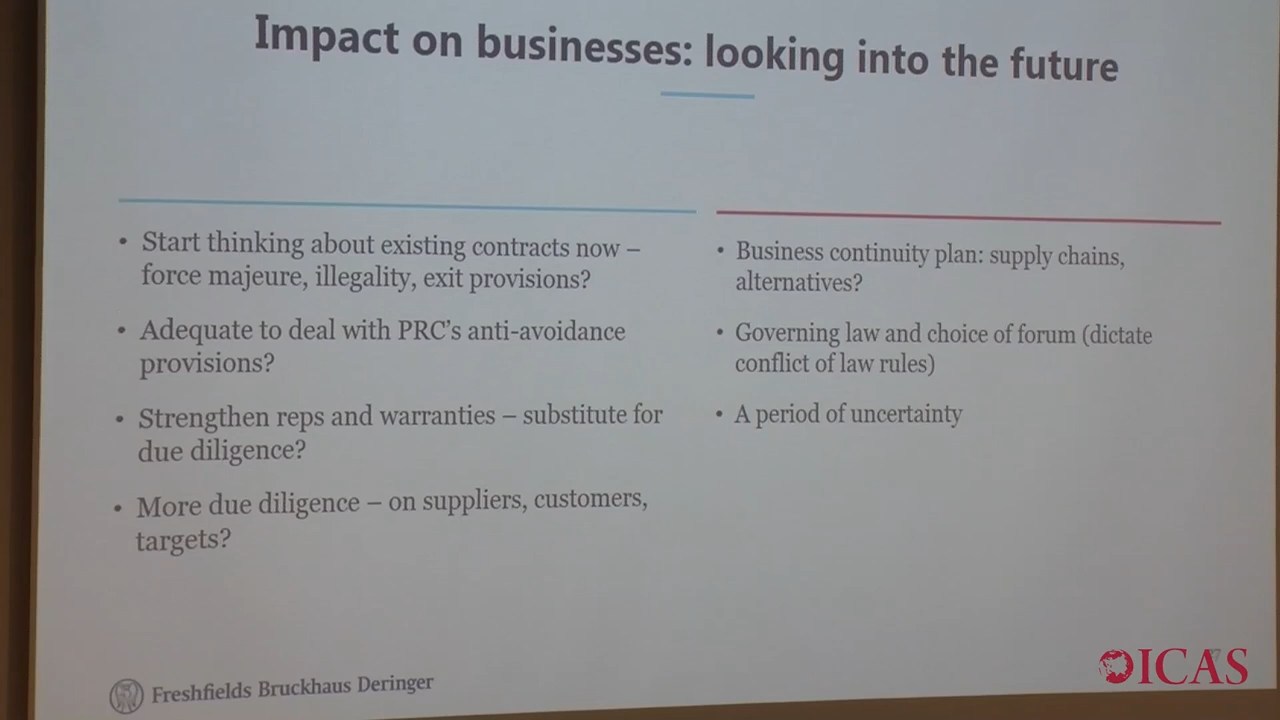 Impact on businesses: looking into the future
• Start thinking about existing contracts now –
force majeure, illegality, exit provisions?
• Adequate to deal with PRC's anti-avoidance
provisions?
• Strengthen reps and warranties – substitute for
due diligence?
• More due diligence – on suppliers, customers,
targets?
• Business continuity plan: supply chains,
alternatives?
• Governing law and choice of forum (dictate
conflict of law rules)
• A period of uncertainty
Freshfields Bruckhaus Deringer
ICAS